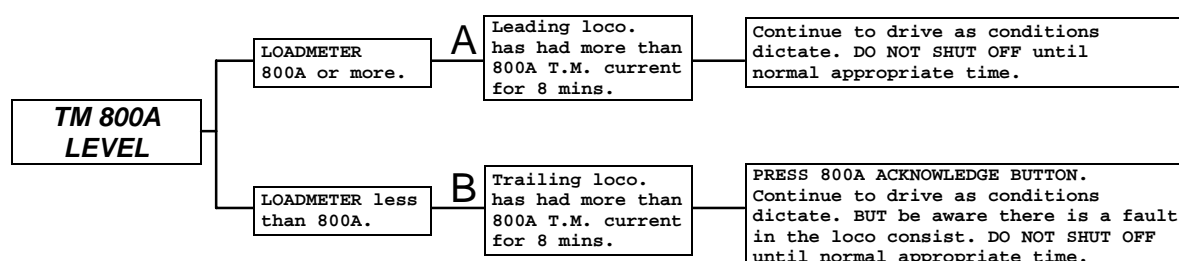 TM 800A
LEVEL
LOADMETER
800A or more.
A
Leading loco.
has had more than
800A T.M. current
for 8 mins.
Continue to drive as conditions
dictate. DO NOT SHUT OFF until
normal appropriate time.
LOADMETER less
than 800A.
B
Trailing loco.
has had more than
800A T.M. current
for 8 mins.
PRESS 800A ACKNOWLEDGE BUTTON.
Continue to drive as conditions
dictate. BUT be aware there is a fault
in the loco consist. DO NOT SHUT OFF
until normal appropriate time.